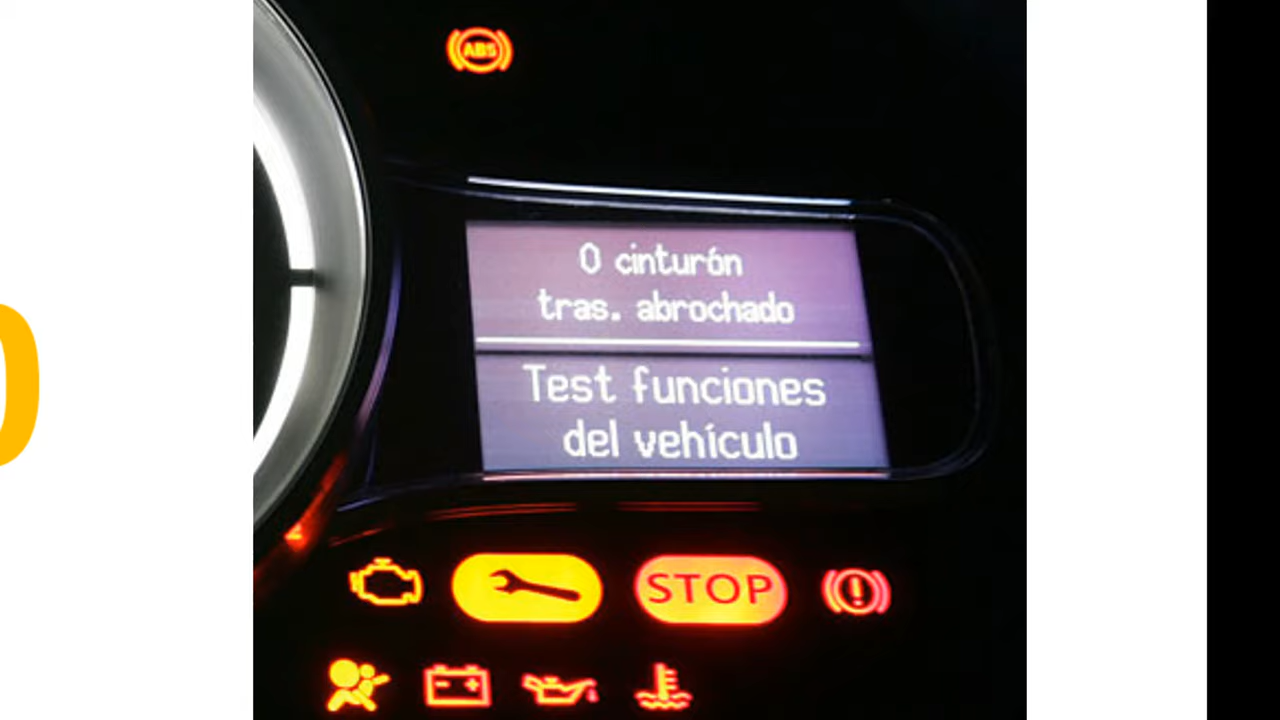 ABS
0 cinturón
tras. abrochado
Test funciones
del vehículo
STOP